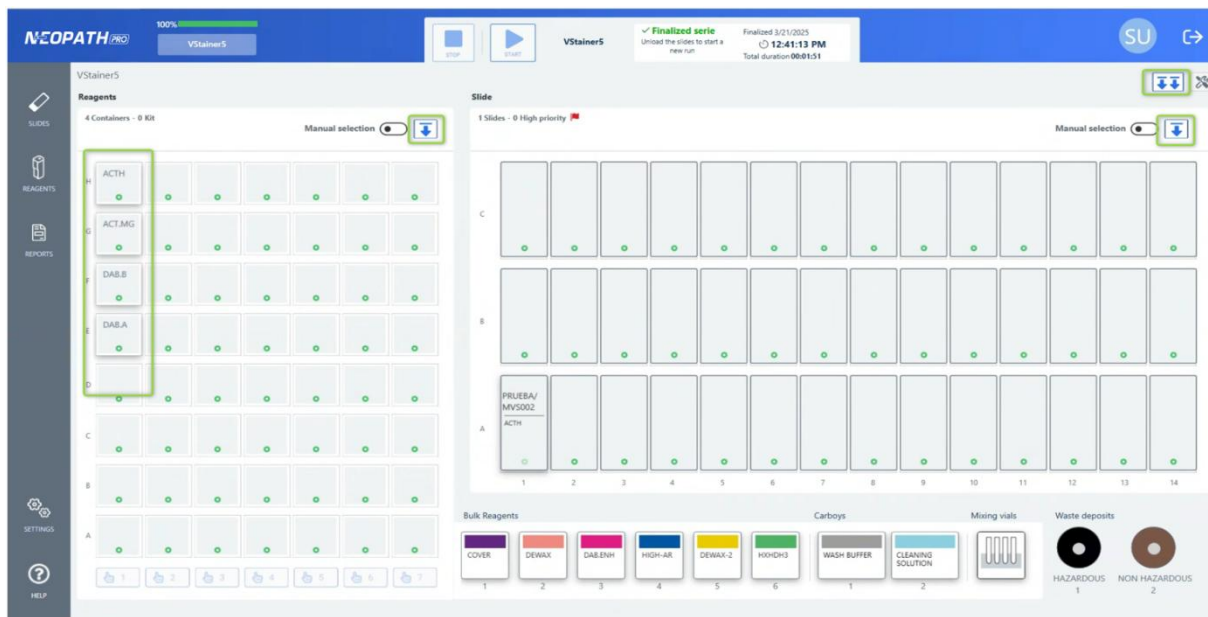 NEOPATH PRO
100%
VStainer5
STOP
START
VStainer5
✓ Finalized serie
Unload the slides to start a
new run
Finalized 3/21/2025
12:41:13 PM
Total duration 00:01:51
SU
SLIDES
REAGENTS
REPORTS
SETTINGS
HELP
VStainer5
Reagents
4 Containers - 0 Kit
Manual selection
H
ACTH
G
ACT.MG
F
DAB.B
E
DAB.A
D
C
B
A
1 2 3 4 5 6 7
Slide
1 Slides - 0 High priority
Manual selection
C
B
A
PRUEBA/
MVS002
ACTH
1 2 3 4 5 6 7 8 9 10 11 12 13 14
Bulk Reagents
COVER
DEWAX
DAB.ENH
HIGH-AR
DEWAX-2
HXHDH3
1 2 3 4 5 6
Carboys
WASH BUFFER
CLEANING
SOLUTION
1 2
Mixing vials
Waste deposits
HAZARDOUS
1
NON HAZARDOUS
2